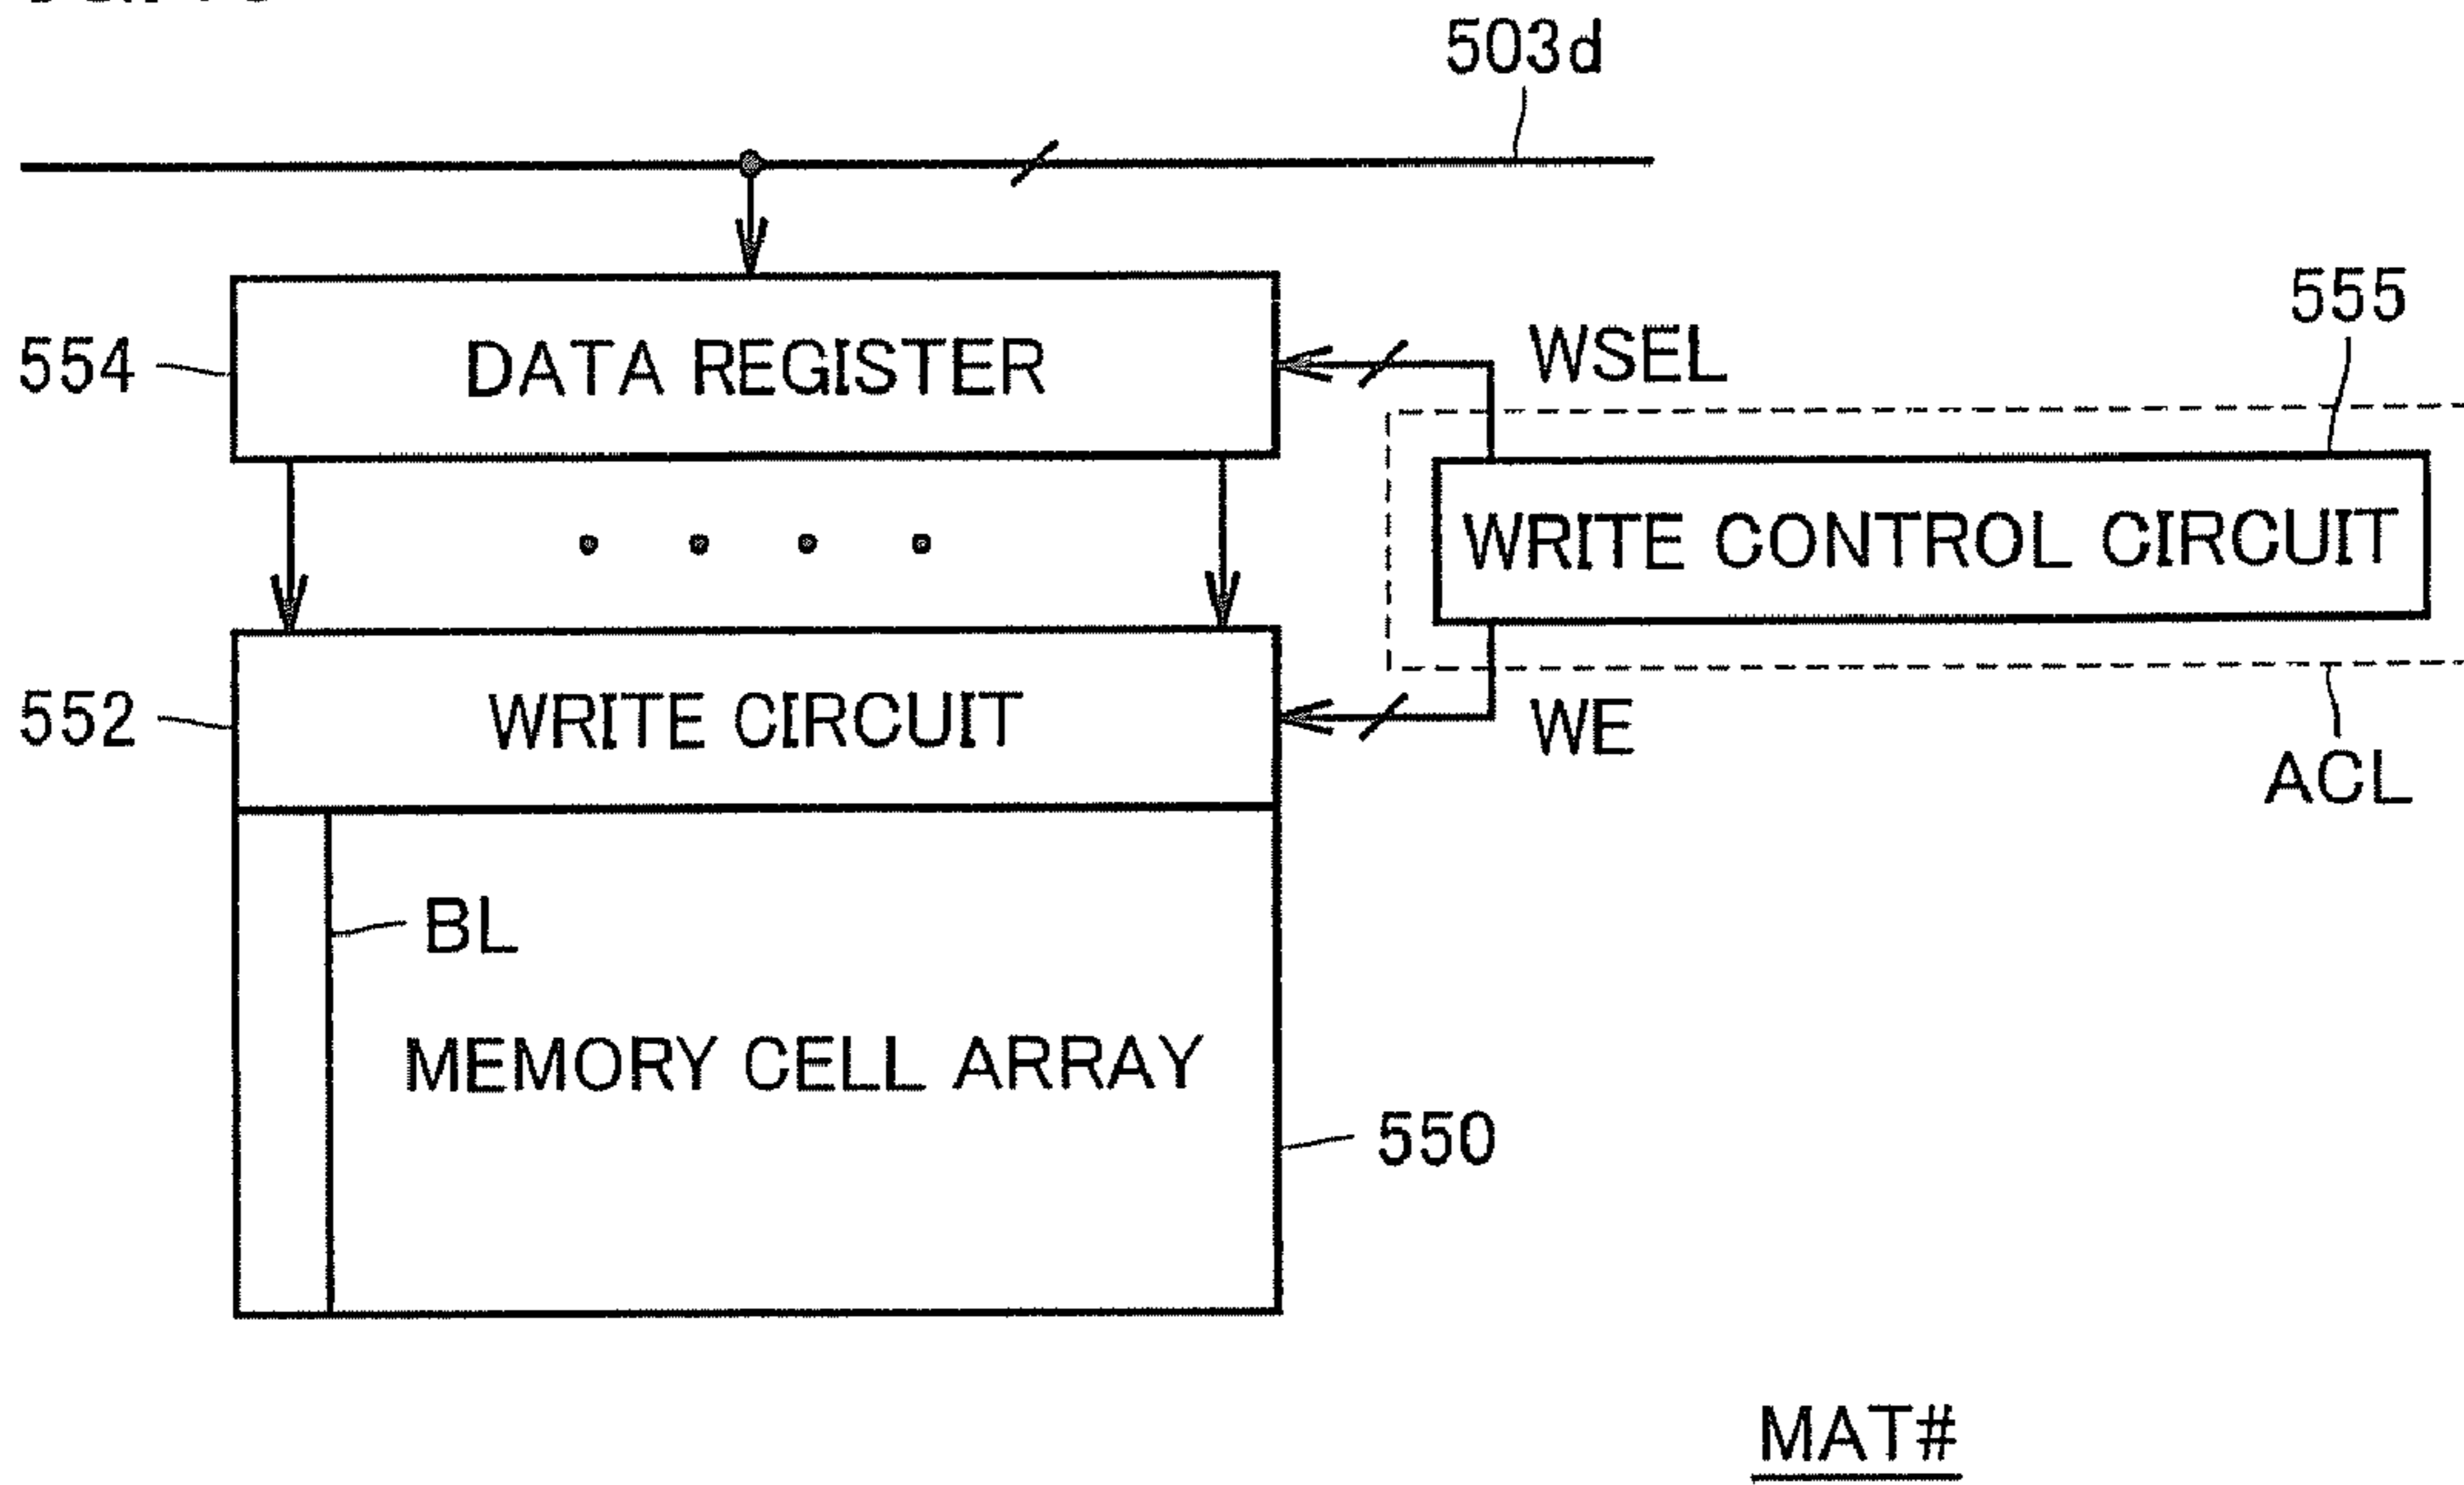 503d
555
554
DATA REGISTER
WSEL
WRITE CONTROL CIRCUIT
552
WRITE CIRCUIT
WE
ACL
BL
MEMORY CELL ARRAY
550
MAT#